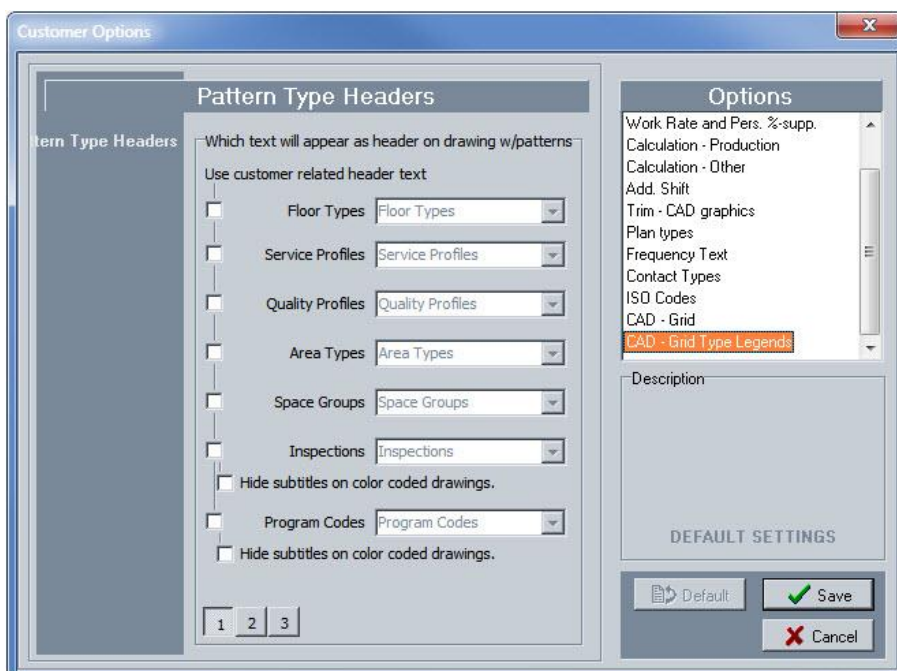 Customer Options
Pattern Type Headers
tern Type Headers
Which text will appear as header on drawing w/patterns
Use customer related header text
Floor Types Floor Types
Service Profiles Service Profiles
Quality Profiles Quality Profiles
Area Types Area Types
Space Groups Space Groups
Inspections Inspections
Hide subtitles on color coded drawings.
Program Codes Program Codes
Hide subtitles on color coded drawings.
1 2 3
Options
Work Rate and Pers. %-supp.
Calculation - Production
Calculation - Other
Add. Shift
Trim - CAD graphics
Plan types
Frequency Text
Contact Types
ISO Codes
CAD - Grid
CAD - Grid Type Legends
Description
DEFAULT SETTINGS
Default Save
Cancel